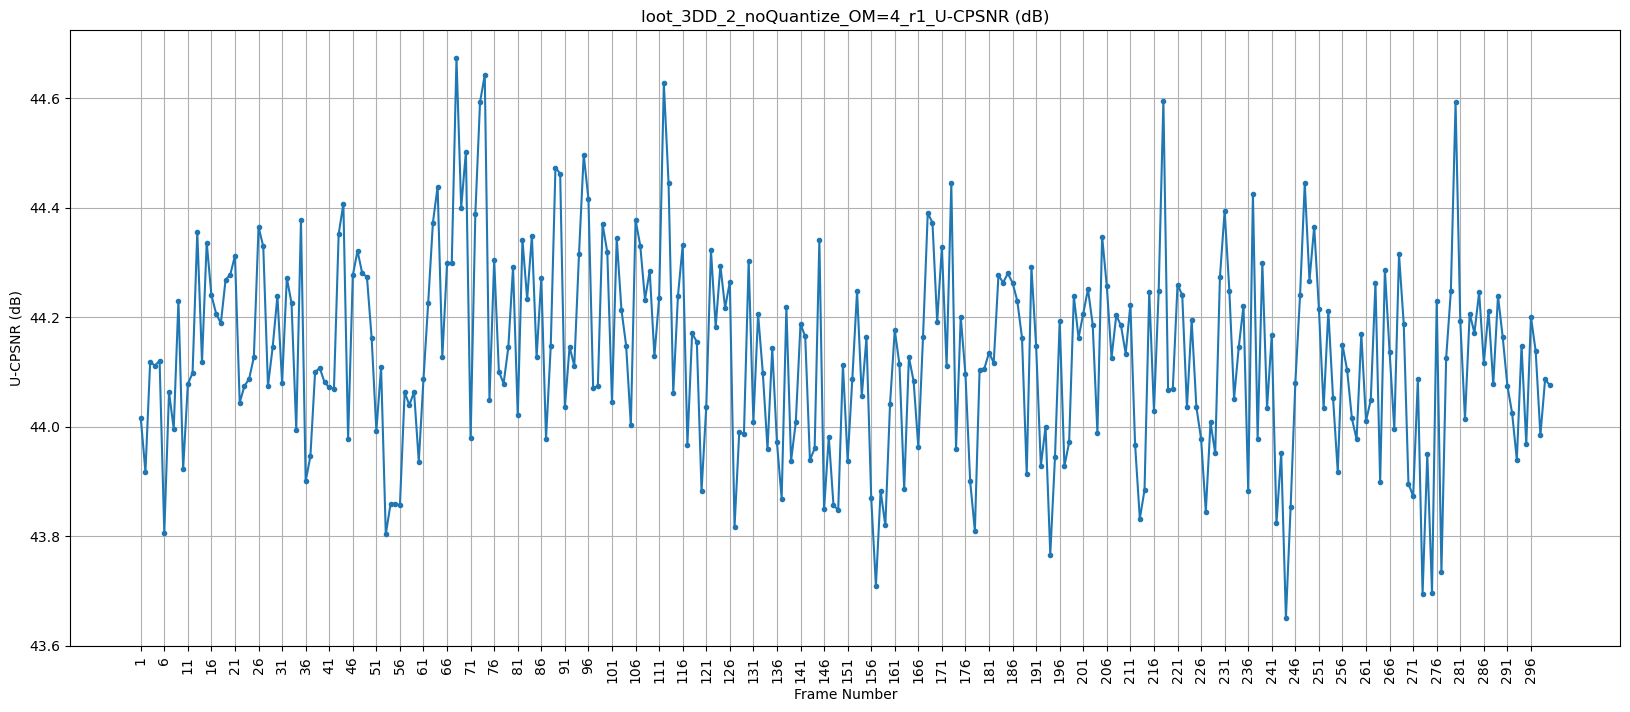 loot_3DD_2_noQuantize_OM=4_r1_U-CPSNR (dB)
U-CPSNR (dB)
44.6
44.4
44.2
44.0
43.8
43.6
1 6 11 16 21 26 31 36 41 46 51 56 61 66 71 76 81 86 91 96 101 106 111 116 121 126 131 136 141 146 151 156 161 166 171 176 181 186 191 196 201 206 211 216 221 226 231 236 241 246 251 256 261 266 271 276 281 286 291 296
Frame Number